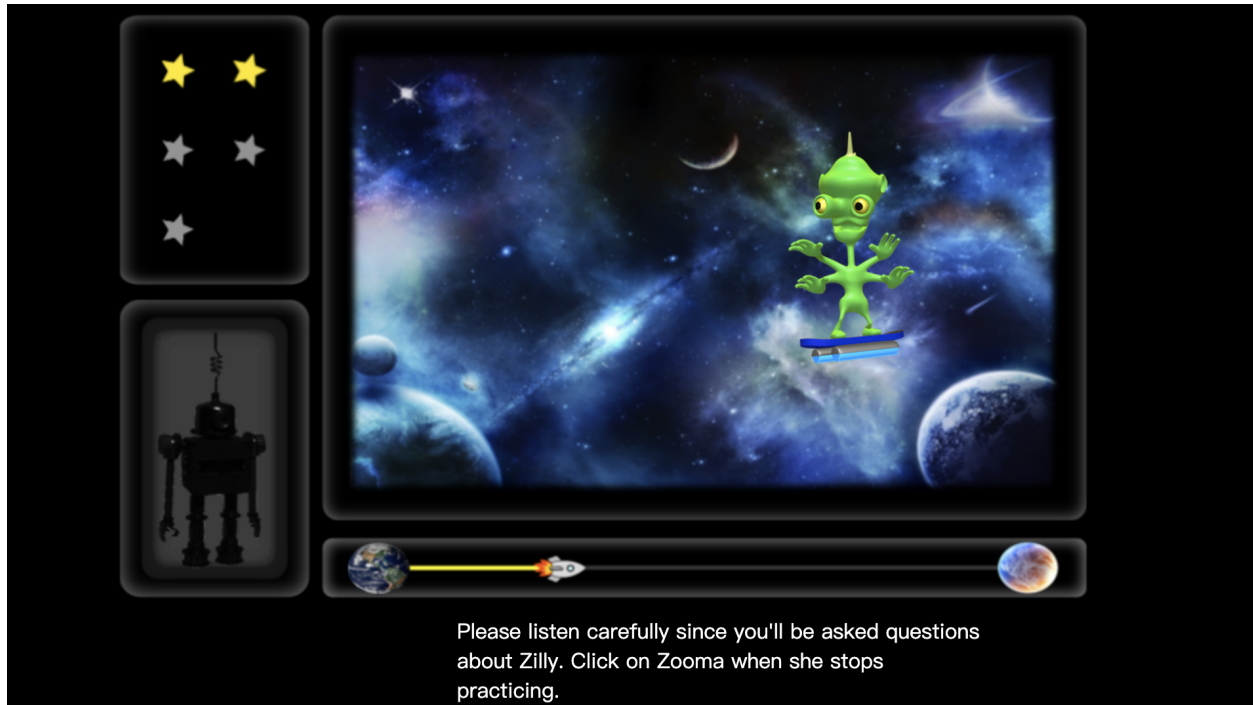 Please listen carefully since you'll be asked questions
about Zilly. Click on Zooma when she stops
practicing.